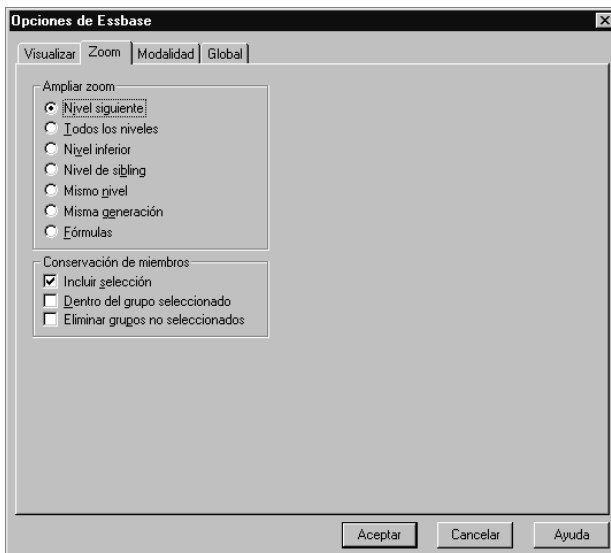 Opciones de Essbase
Visualizar Zoom Modalidad Global
Ampliar zoom
Nivel siguiente
Todos los niveles
Nivel inferior
Nivel de sibling
Mismo nivel
Misma generación
Fórmulas
Conservación de miembros
Incluir selección
Dentro del grupo seleccionado
Eliminar grupos no seleccionados
Aceptar Cancelar Ayuda